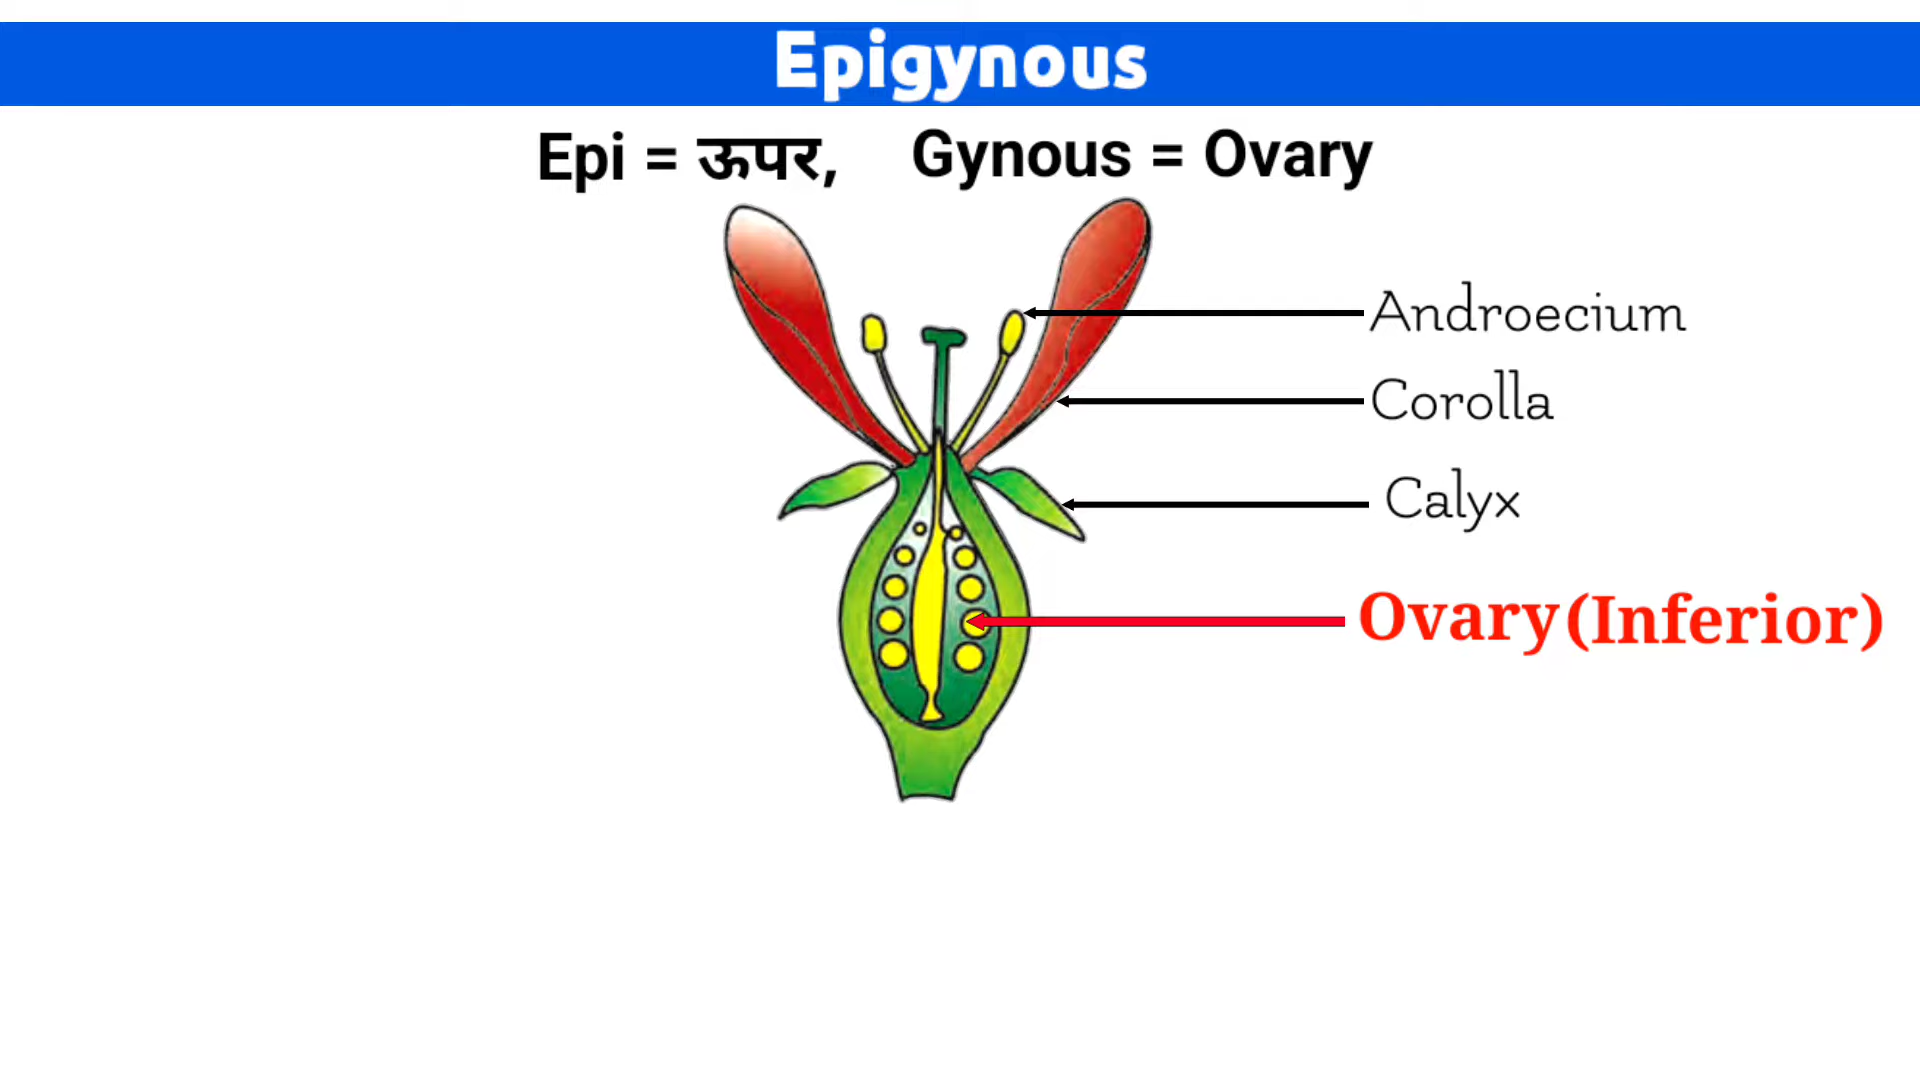 Epigynous
Epi = ऊपर, Gynous = Ovary
Androecium
Corolla
Calyx
Ovary(Inferior)